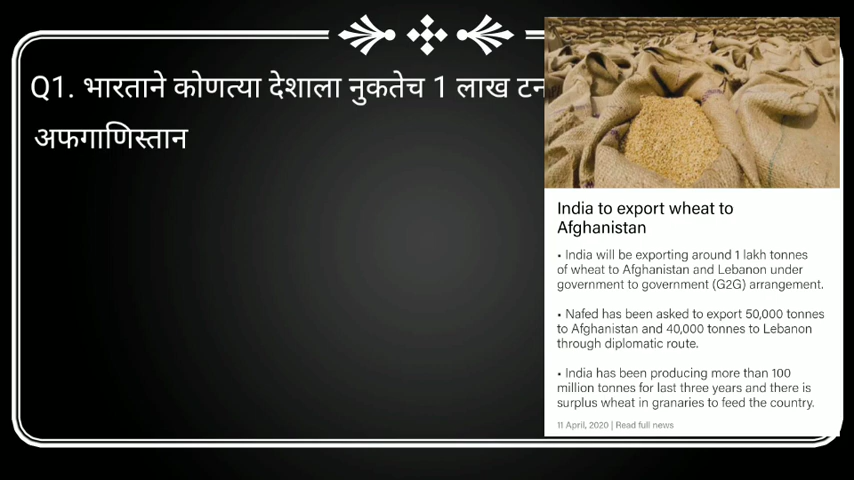 Q1. भारताने कोणत्या देशाला नुकतेच 1 लाख टन
अफगाणिस्तान
India to export wheat to
Afghanistan
• India will be exporting around 1 lakh tonnes
of wheat to Afghanistan and Lebanon under
government to government (G2G) arrangement.
• Nafed has been asked to export 50,000 tonnes
to Afghanistan and 40,000 tonnes to Lebanon
through diplomatic route.
• India has been producing more than 100
million tonnes for last three years and there is
surplus wheat in granaries to feed the country.
11 April, 2020 | Read full news